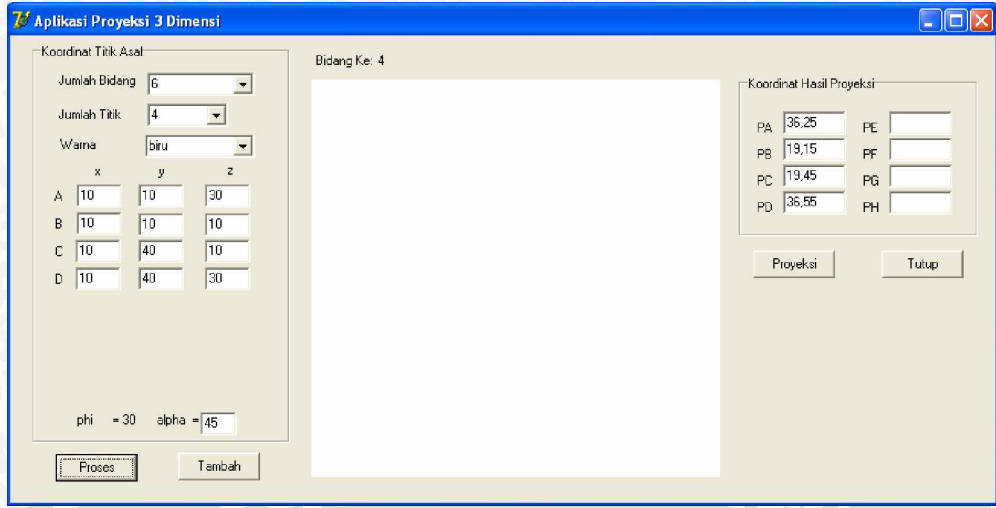 Aplikasi Proyeksi 3 Dimensi
Koordinat Titik Asal
Jumlah Bidang 6
Jumlah Titik 4
Warna biru
x y z
A 10 10 30
B 10 10 10
C 10 40 10
D 10 40 30
phi = 30 alpha = 45
Proses Tambah
Bidang Ke: 4
Koordinat Hasil Proyeksi
PA 36,25 PE
PB 19,15 PF
PC 19,45 PG
PD 36,55 PH
Proyeksi Tutup